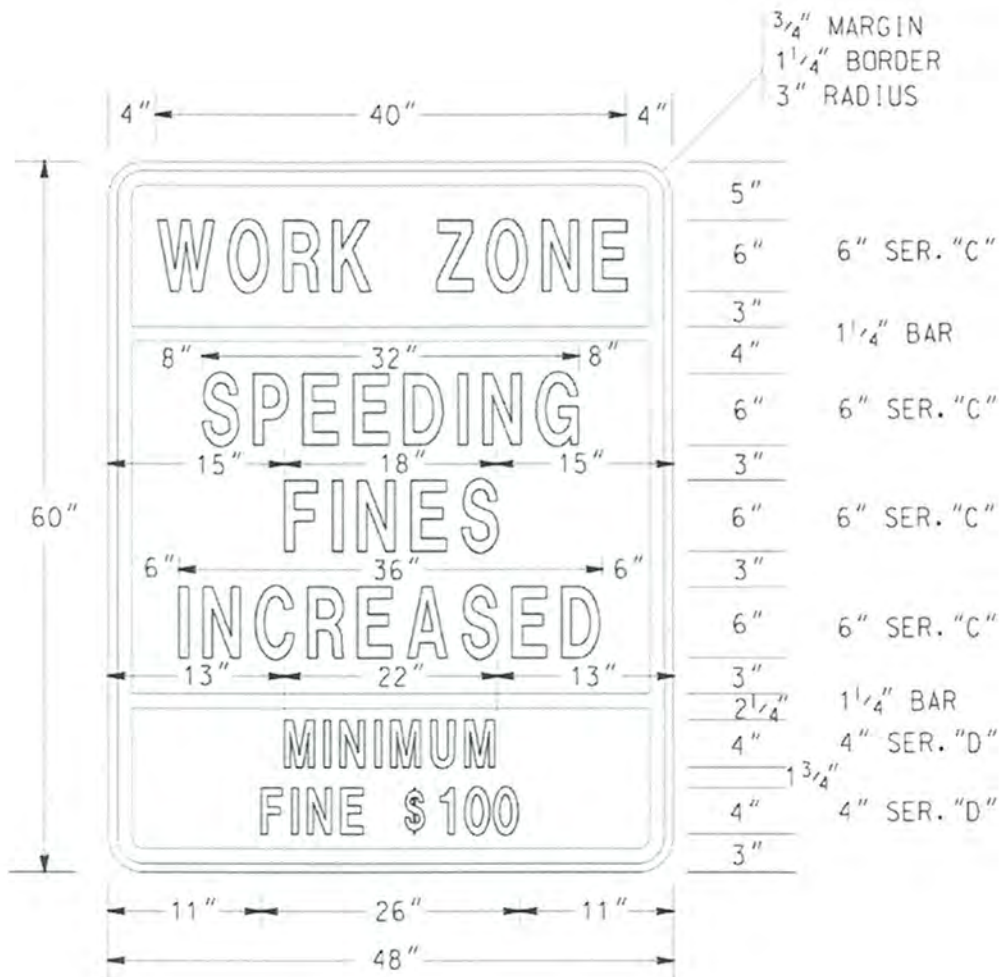 3/4" MARGIN
1 1/4" BORDER
3" RADIUS
4" 40" 4"
5"
WORK ZONE 6" 6" SER. "C"
3"
1 1/4" BAR
8" 32" 8" 4"
SPEEDING 6" 6" SER. "C"
15" 18" 15" 3"
60" FINES 6" 6" SER. "C"
6" 36" 6" 3"
INCREASED 6" 6" SER. "C"
13" 22" 13" 3"
2 1/4" 1 1/4" BAR
MINIMUM 4" 4" SER. "D"
1 3/4"
FINE $100 4" 4" SER. "D"
3"
11" 26" 11"
48"